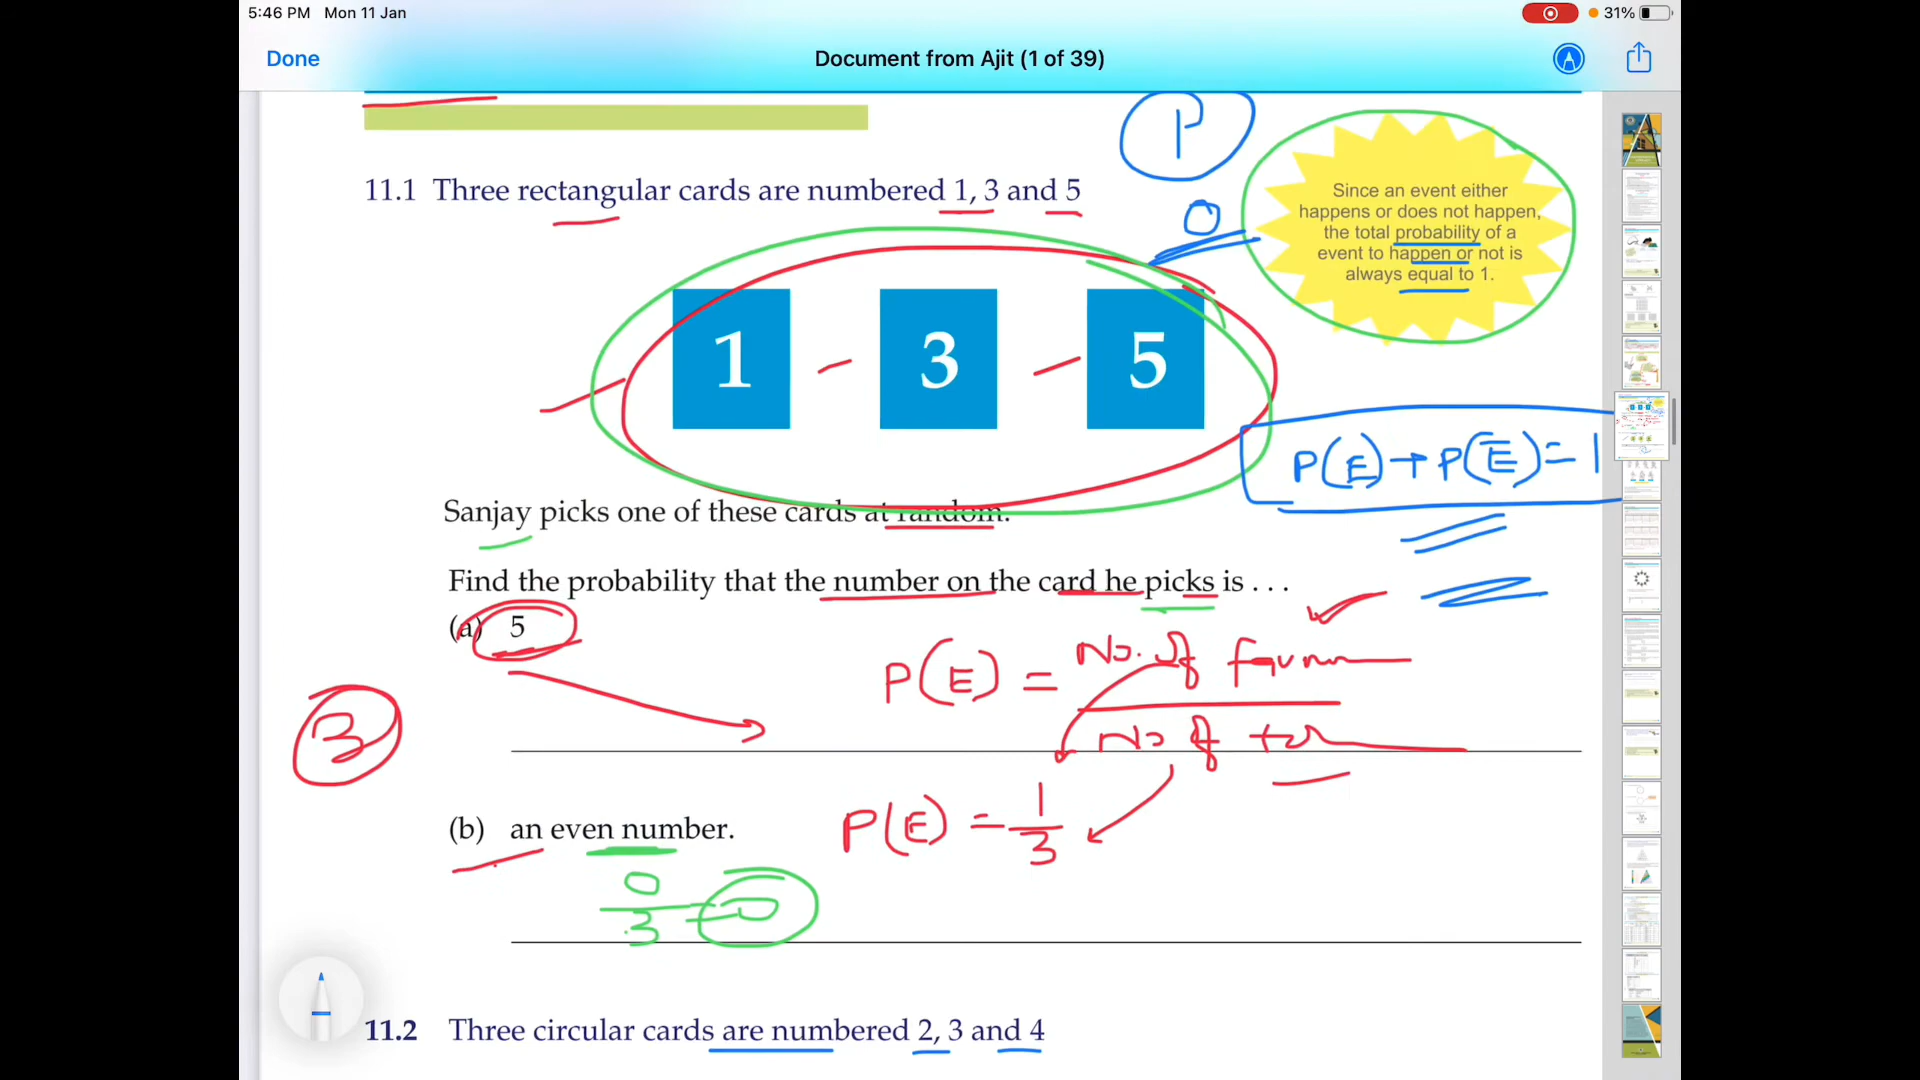 5:46 PM Mon 11 Jan
31%
Done
Document from Ajit (1 of 39)
P
11.1 Three rectangular cards are numbered 1, 3 and 5
Since an event either
happens or does not happen,
the total probability of a
event to happen or not is
always equal to 1.
0
1 3 5
P(E) + P(E̅) = 1
Sanjay picks one of these cards at random.
Find the probability that the number on the card he picks is . . .
(a) 5
P(E) = No. of favou
No of tot
3
(b) an even number.
P(E) = 1/3
0/3 = 0
11.2 Three circular cards are numbered 2, 3 and 4